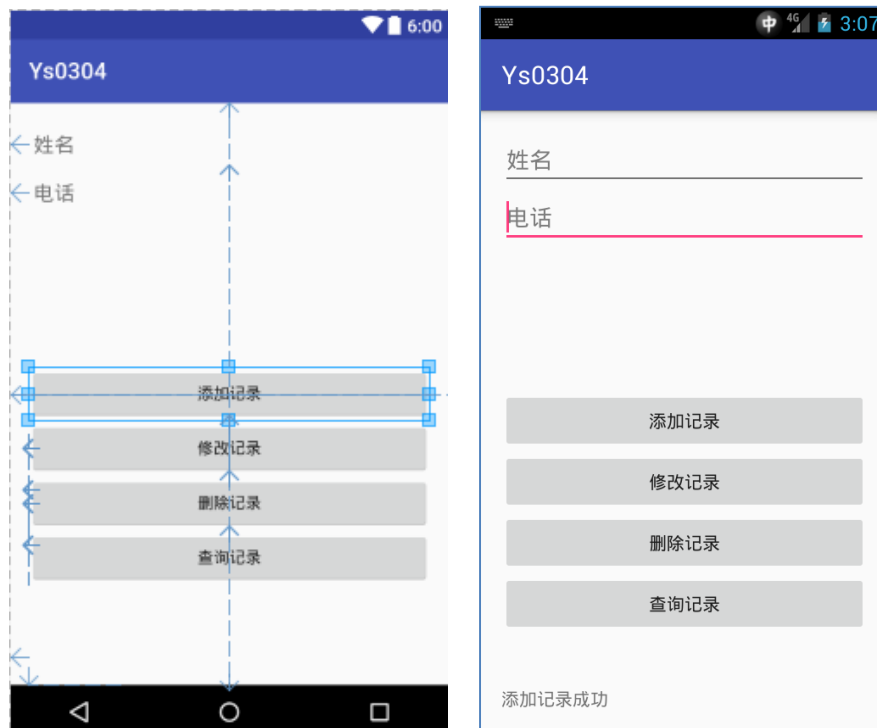 6:00
Ys0304
姓名
电话
添加记录
修改记录
删除记录
查询记录
中 4G 3:07
Ys0304
姓名
电话
添加记录
修改记录
删除记录
查询记录
添加记录成功